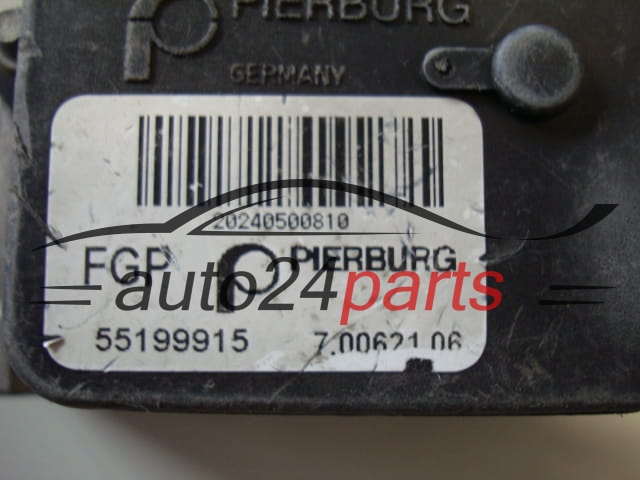 PIERBURG
GERMANY
20240500810
FGP PIERBURG
auto24parts
55199915 7.00621.06